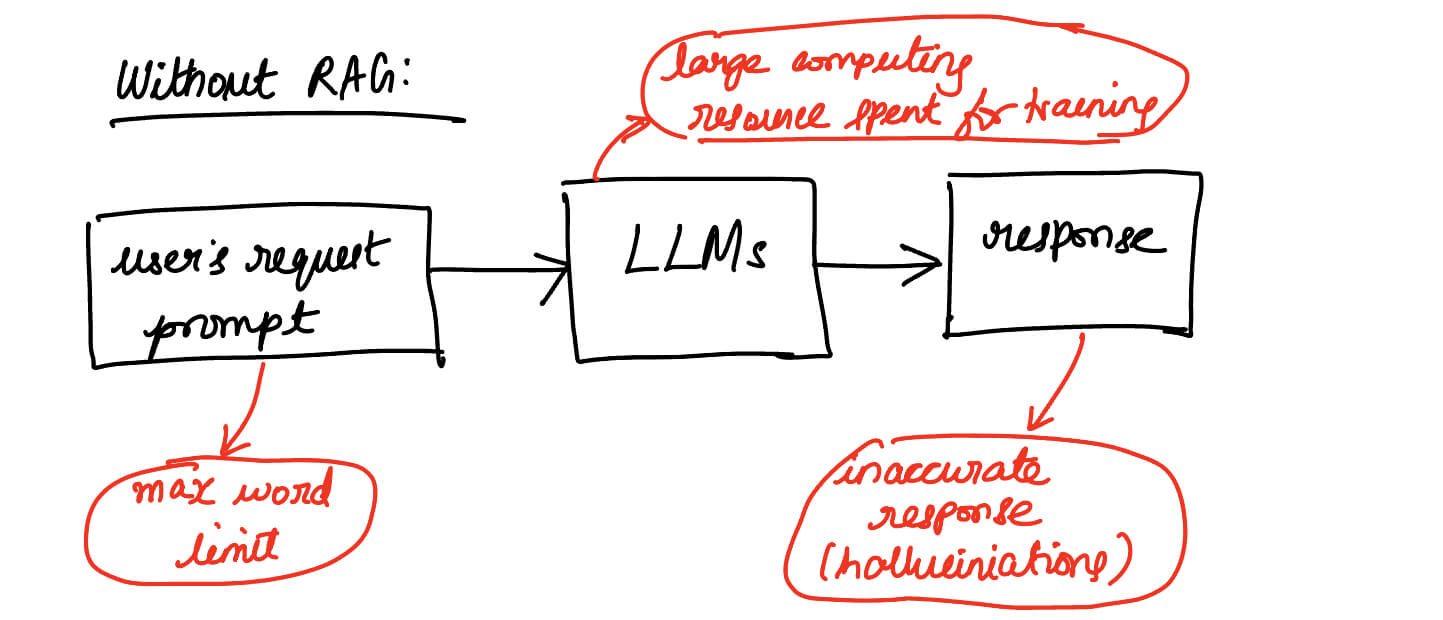 Without RAG:
large computing
resource spent for training
user's request
prompt
LLMs
response
max word
limit
inaccurate
response
(hallucinations)